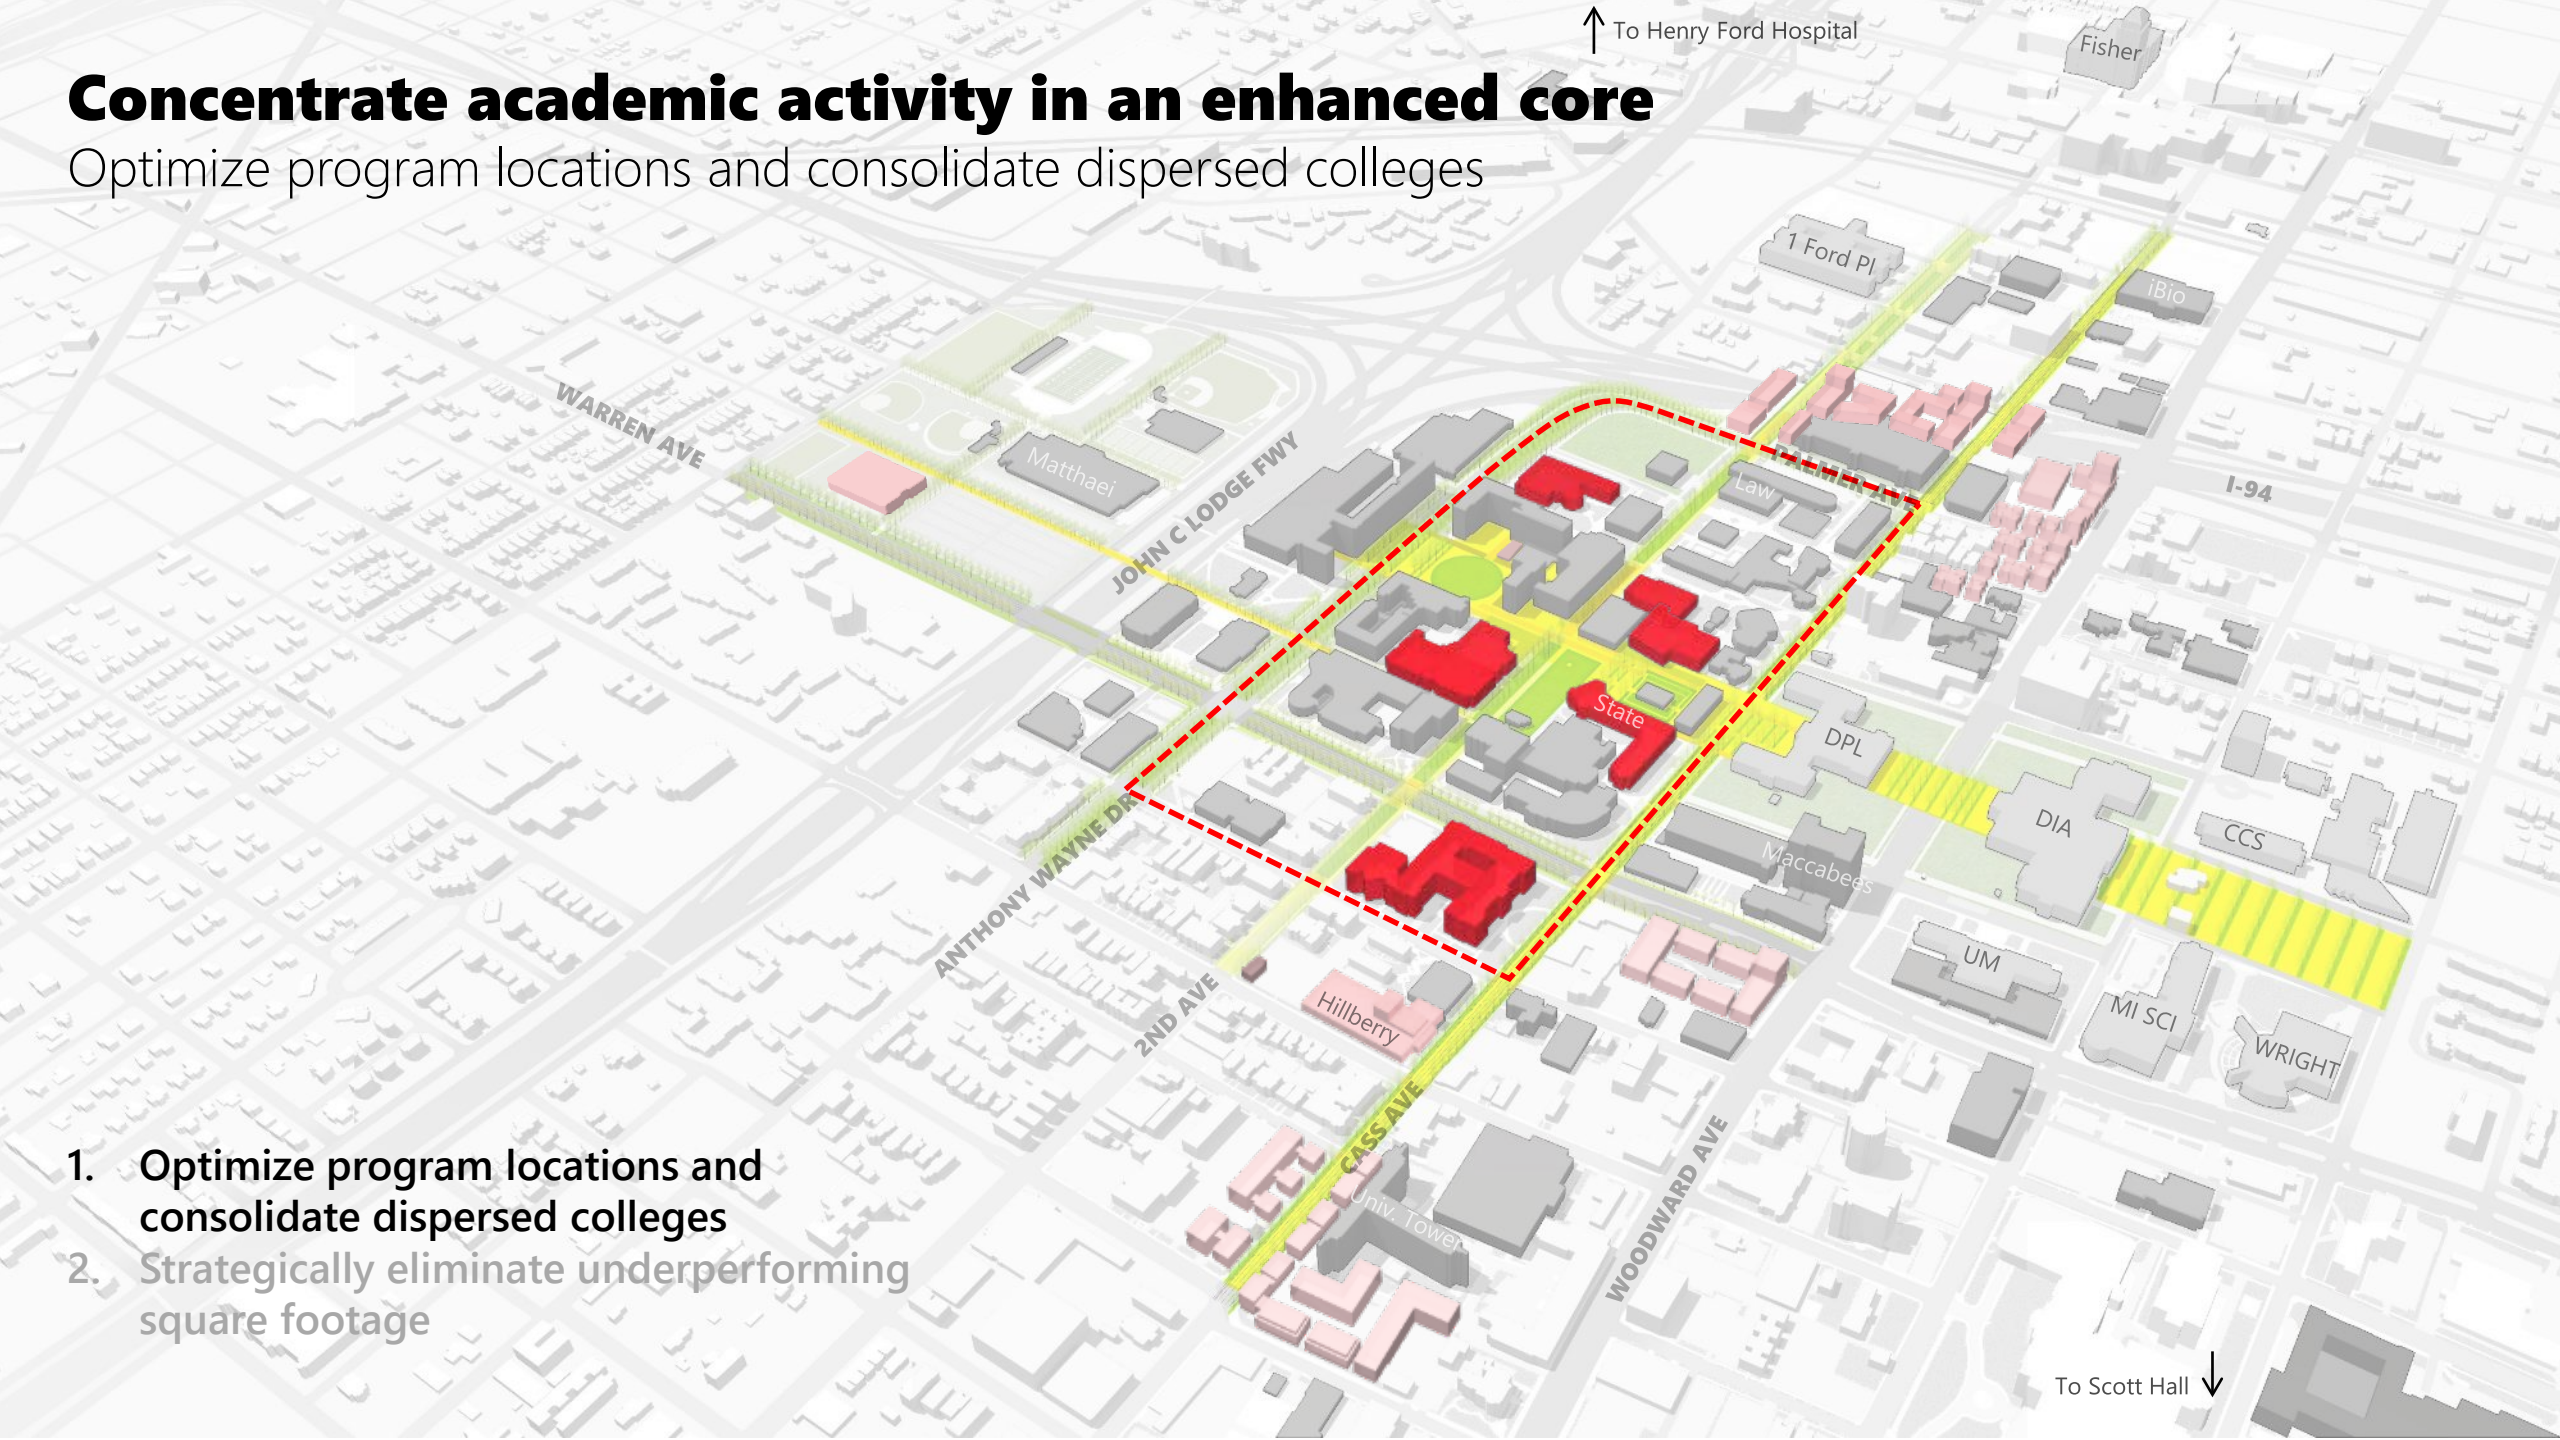 To Henry Ford Hospital
Fisher
Concentrate academic activity in an enhanced core
Optimize program locations and consolidate dispersed colleges
1 Ford Pl
iBio
WARREN AVE
Matthaei
JOHN C LODGE FWY
Law
PALMER AVE
I-94
State
DPL
DIA
CCS
Maccabees
ANTHONY WAYNE DR
2ND AVE
Hillberry
UM
MI SCI
WRIGHT
CASS AVE
Univ. Tower
WOODWARD AVE
1. Optimize program locations and
consolidate dispersed colleges
2. Strategically eliminate underperforming
square footage
To Scott Hall